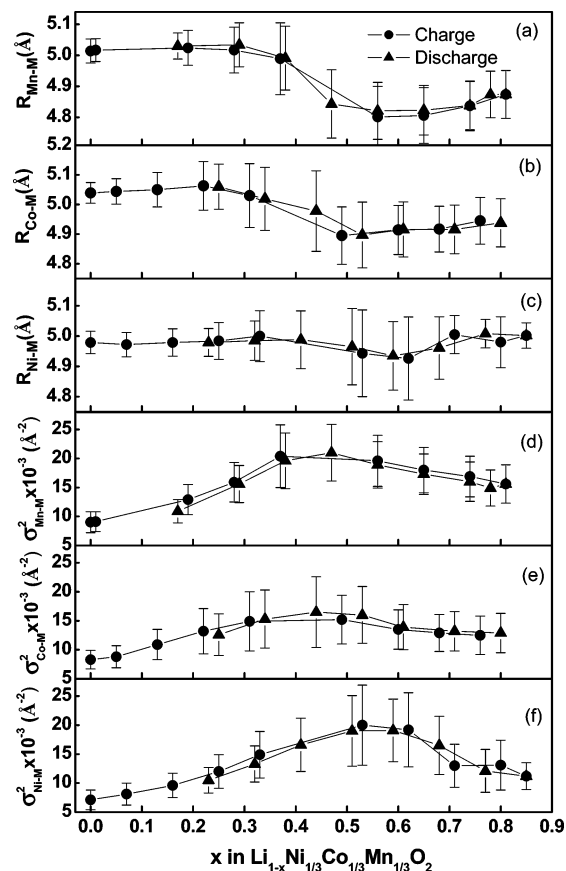 (a)
Charge
Discharge
R_Mn-M(Å)
5.1
5.0
4.9
4.8
5.2
(b)
R_Co-M(Å)
5.1
5.0
4.9
4.8
(c)
R_Ni-M(Å)
5.1
5.0
4.9
4.8
(d)
σ²_Mn-M x10⁻³ (Å⁻²)
25
20
15
10
5
(e)
σ²_Co-M x10⁻³ (Å⁻²)
25
20
15
10
5
(f)
σ²_Ni-M x10⁻³ (Å⁻²)
25
20
15
10
5
0.0 0.1 0.2 0.3 0.4 0.5 0.6 0.7 0.8 0.9
x in Li₁₋ₓNi₁/₃Co₁/₃Mn₁/₃O₂